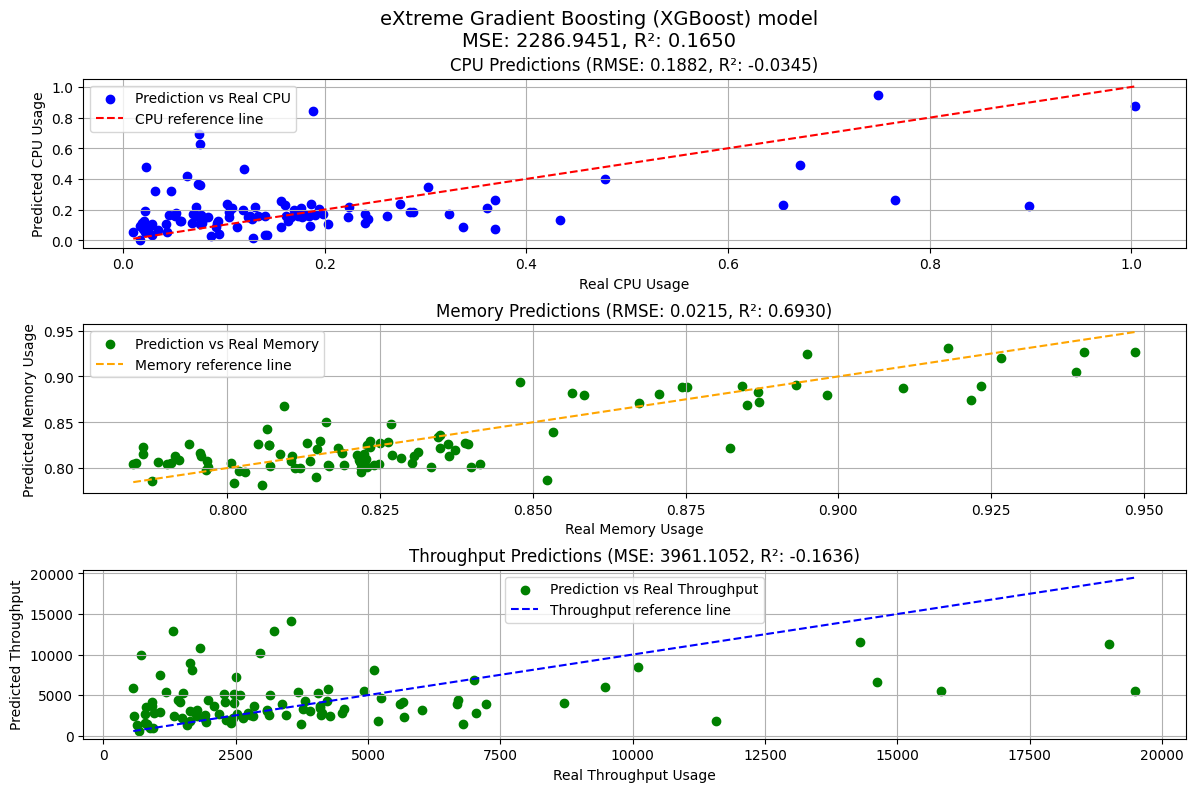 eXtreme Gradient Boosting (XGBoost) model
MSE: 2286.9451, R²: 0.1650
CPU Predictions (RMSE: 0.1882, R²: -0.0345)
Predicted CPU Usage
1.0
0.8
0.6
0.4
0.2
0.0
Prediction vs Real CPU
CPU reference line
0.0 0.2 0.4 0.6 0.8 1.0
Real CPU Usage
Memory Predictions (RMSE: 0.0215, R²: 0.6930)
Predicted Memory Usage
0.95
0.90
0.85
0.80
Prediction vs Real Memory
Memory reference line
0.800 0.825 0.850 0.875 0.900 0.925 0.950
Real Memory Usage
Throughput Predictions (MSE: 3961.1052, R²: -0.1636)
Predicted Throughput
20000
15000
10000
5000
0
Prediction vs Real Throughput
Throughput reference line
0 2500 5000 7500 10000 12500 15000 17500 20000
Real Throughput Usage